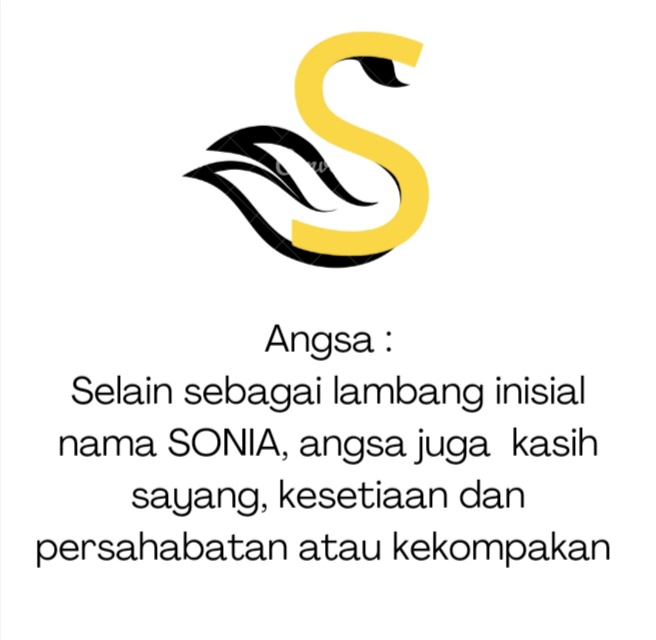 S
Angsa :
Selain sebagai lambang inisial
nama SONIA, angsa juga kasih
sayang, kesetiaan dan
persahabatan atau kekompakan